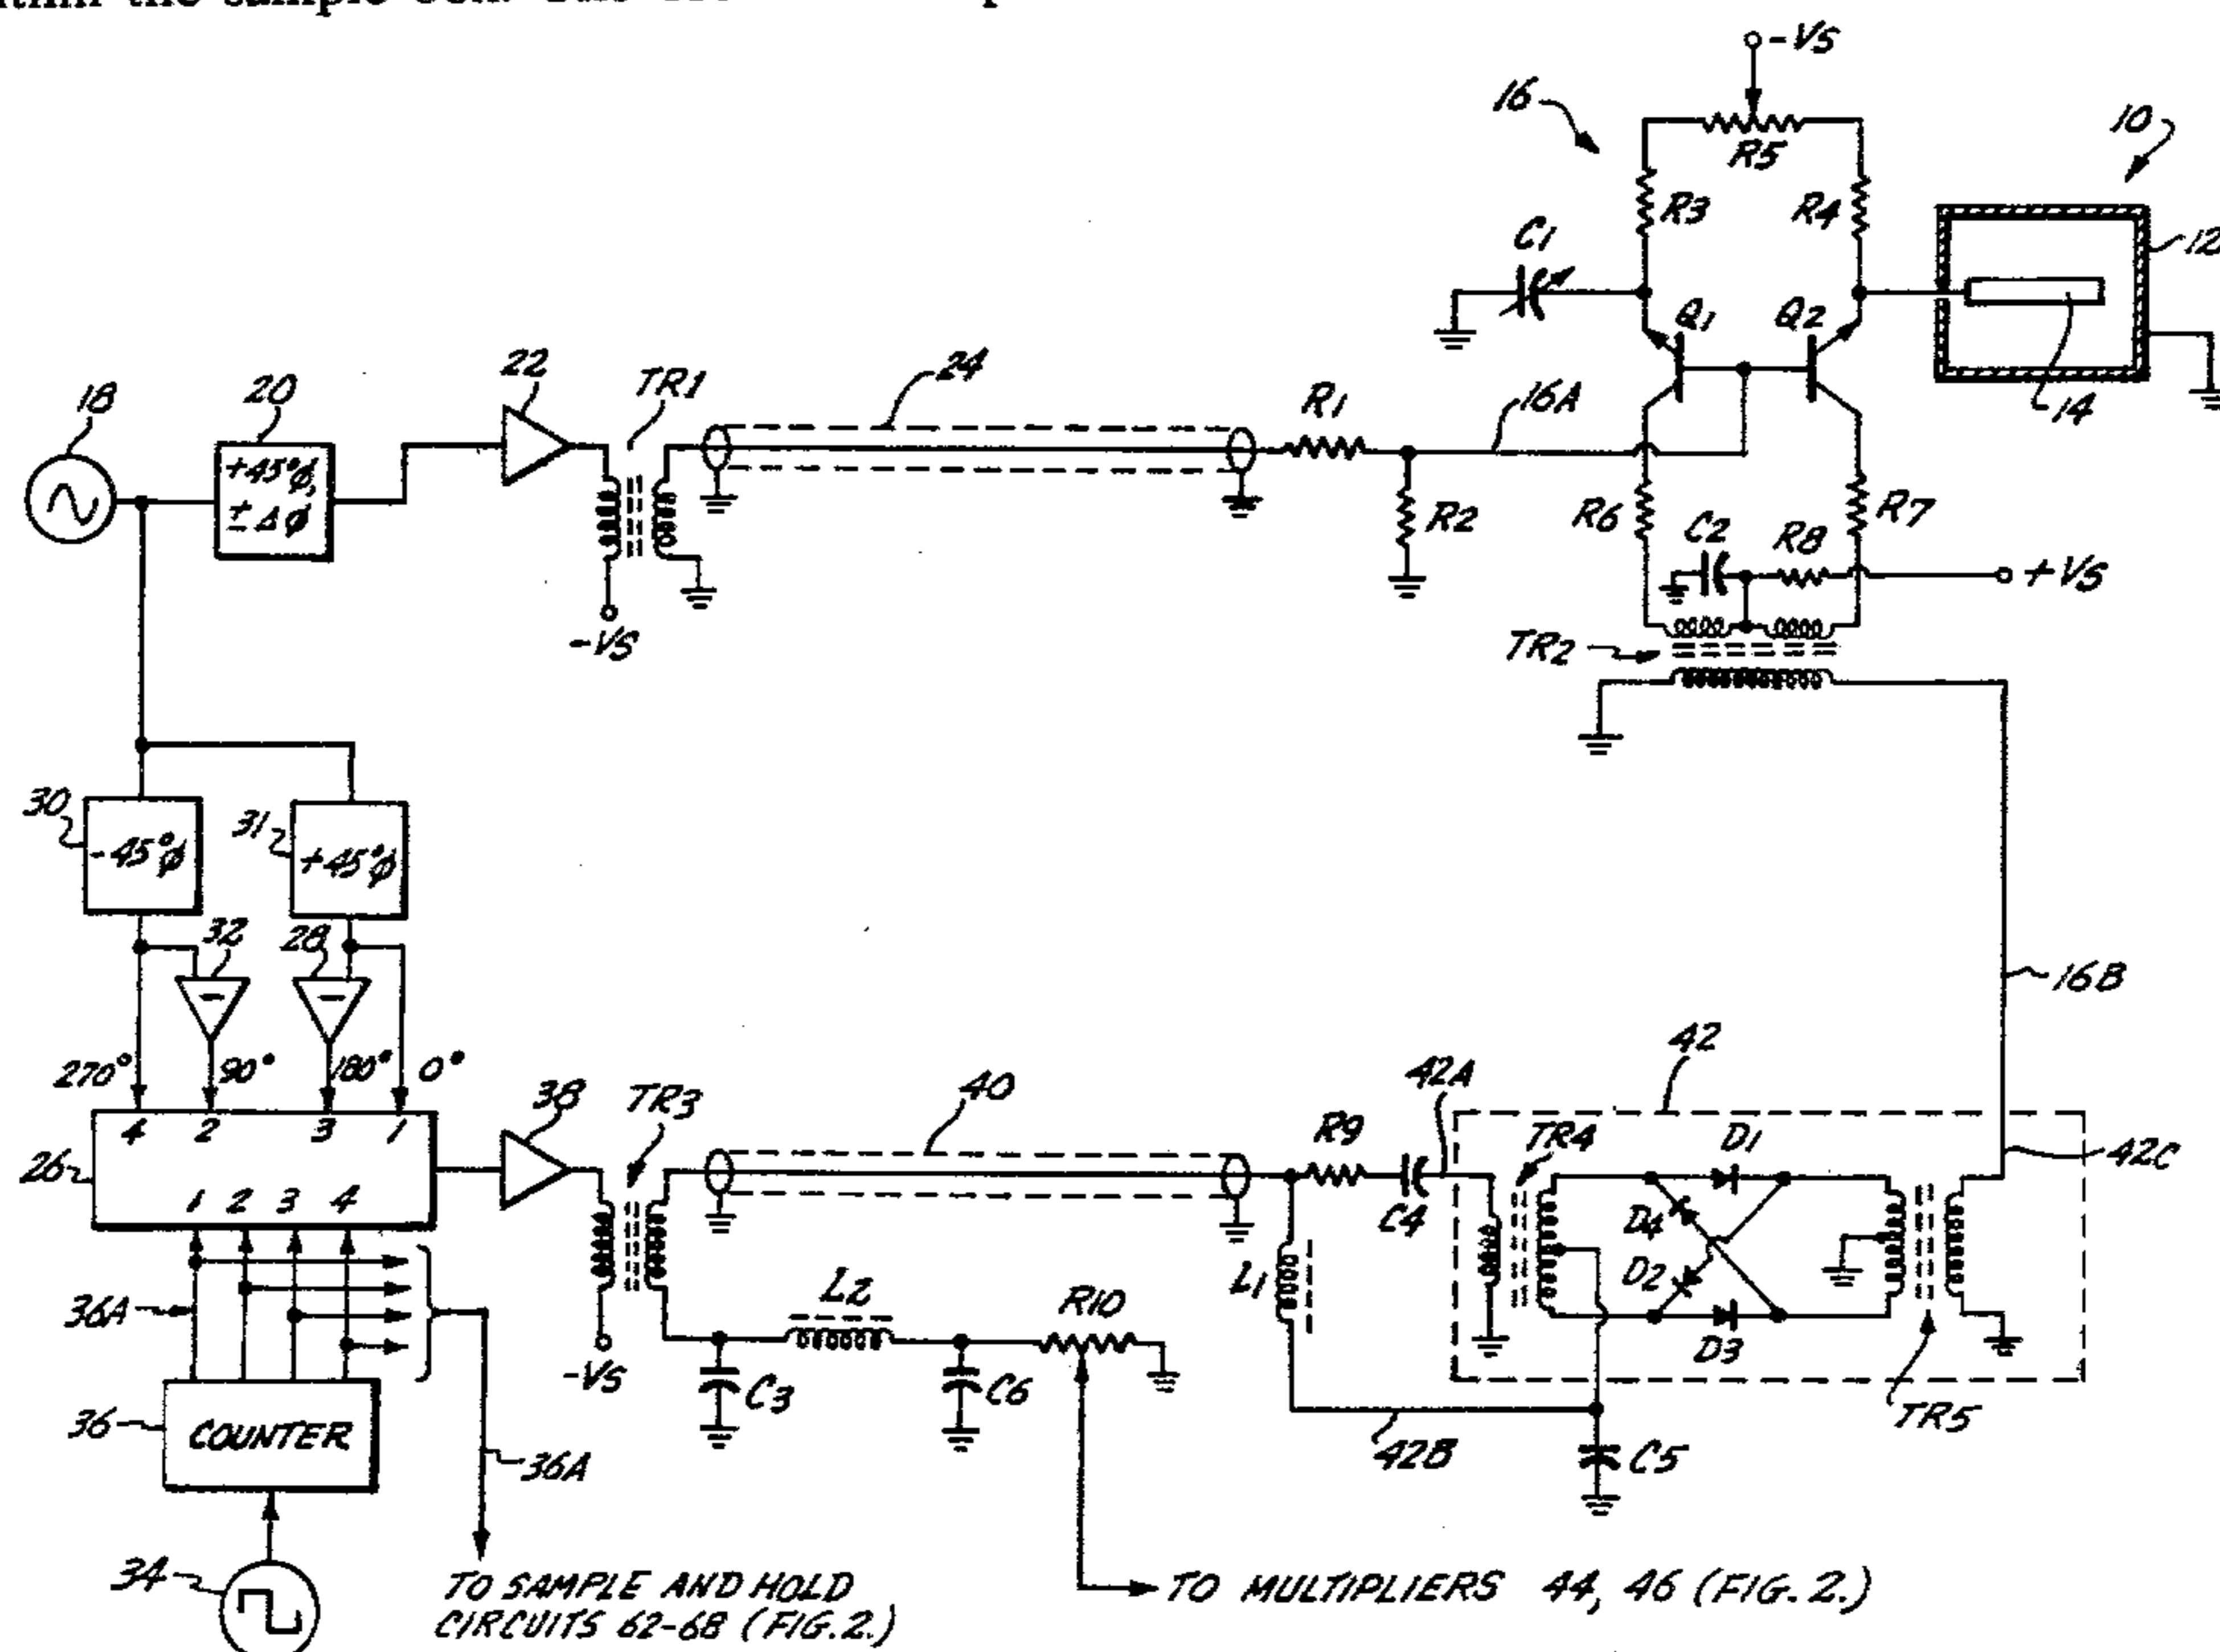 -VS
16
10
R5
R3
R4
C1
12
Q1
Q2
14
18
20
+45°φ,
± Δφ
22
TR1
24
R1
16A
R2
R6
C2
R8
R7
+VS
-VS
TR2
30
-45°φ
31
+45°φ
32
28
16B
270°
90°
180°
0°
4
2
3
1
26
1
2
3
4
38
TR3
40
R9
42A
42
TR4
D1
42C
C4
D4
D2
D3
L1
L2
R10
36A
-VS
C3
C6
42B
C5
TR5
36
COUNTER
36A
34
TO SAMPLE AND HOLD
CIRCUITS 62-68 (FIG.2.)
TO MULTIPLIERS 44, 46 (FIG. 2.)